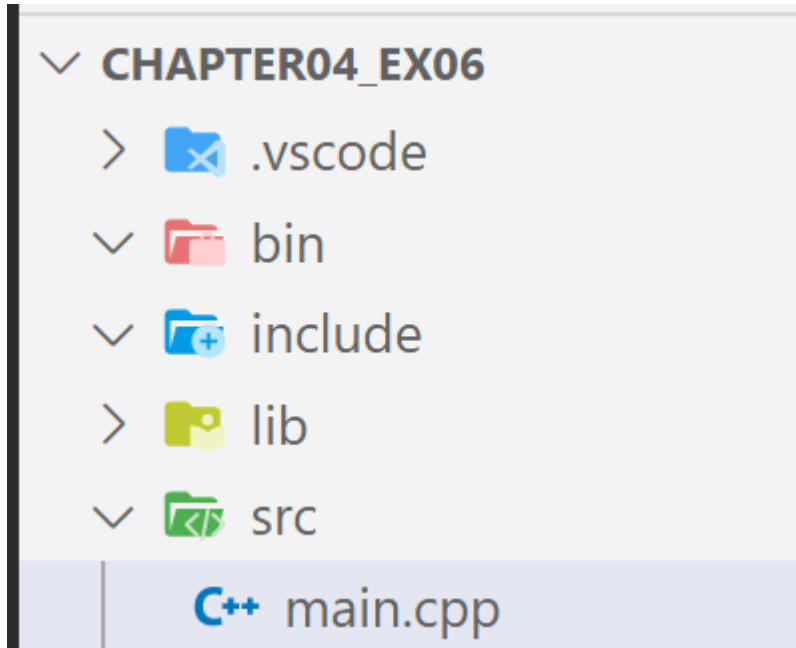 CHAPTER04_EX06
.vscode
bin
include
lib
src
C++ main.cpp